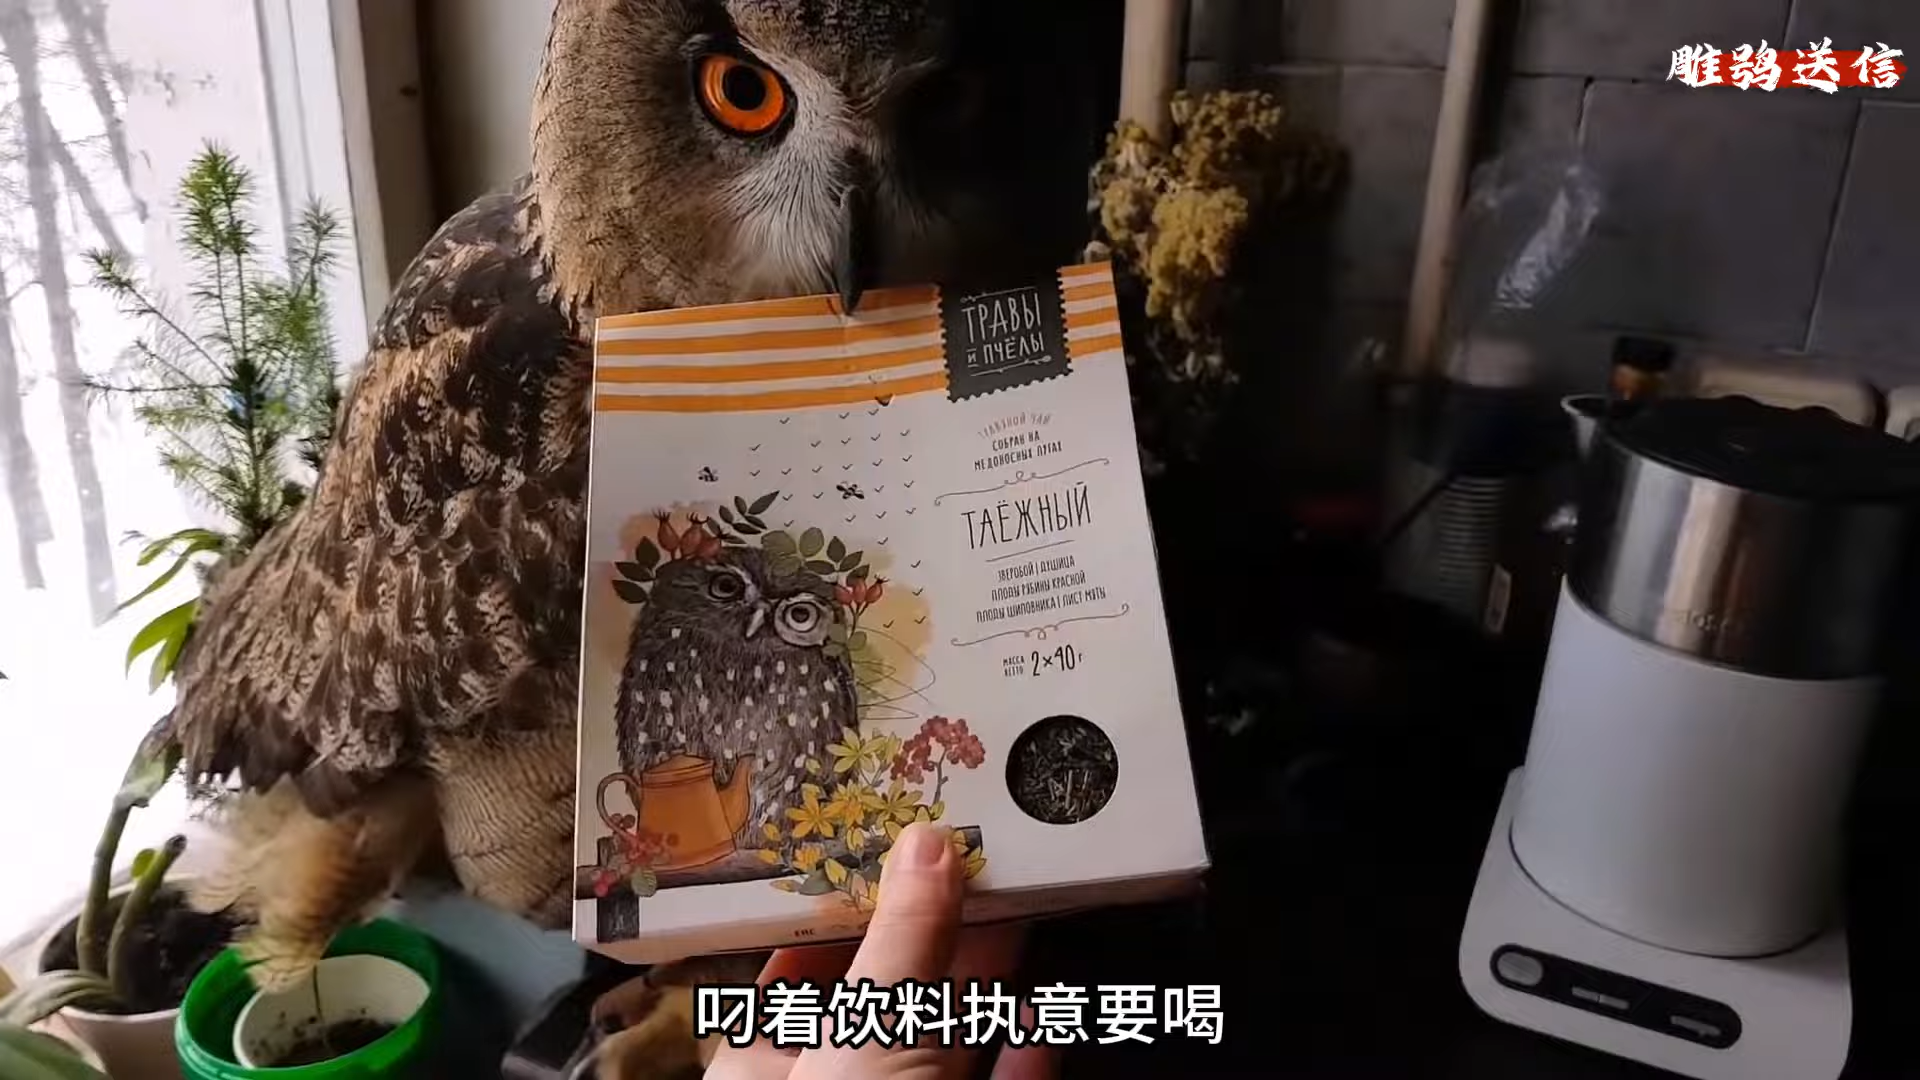 雕鸮送信
ТРАВЫ
И ПЧЁЛЫ
ТРАВЯНОЙ ЧАЙ
СОБРАН НА
МЕДОНОСНЫХ ЛУГАХ
ТАЁЖНЫЙ
ЗВЕРОБОЙ | ДУШИЦА
ПЛОДЫ РЯБИНЫ КРАСНОЙ
ПЛОДЫ ШИПОВНИКА | ЛИСТ МЯТЫ
МАССА
НЕТТО 2×40 г
叼着饮料执意要喝